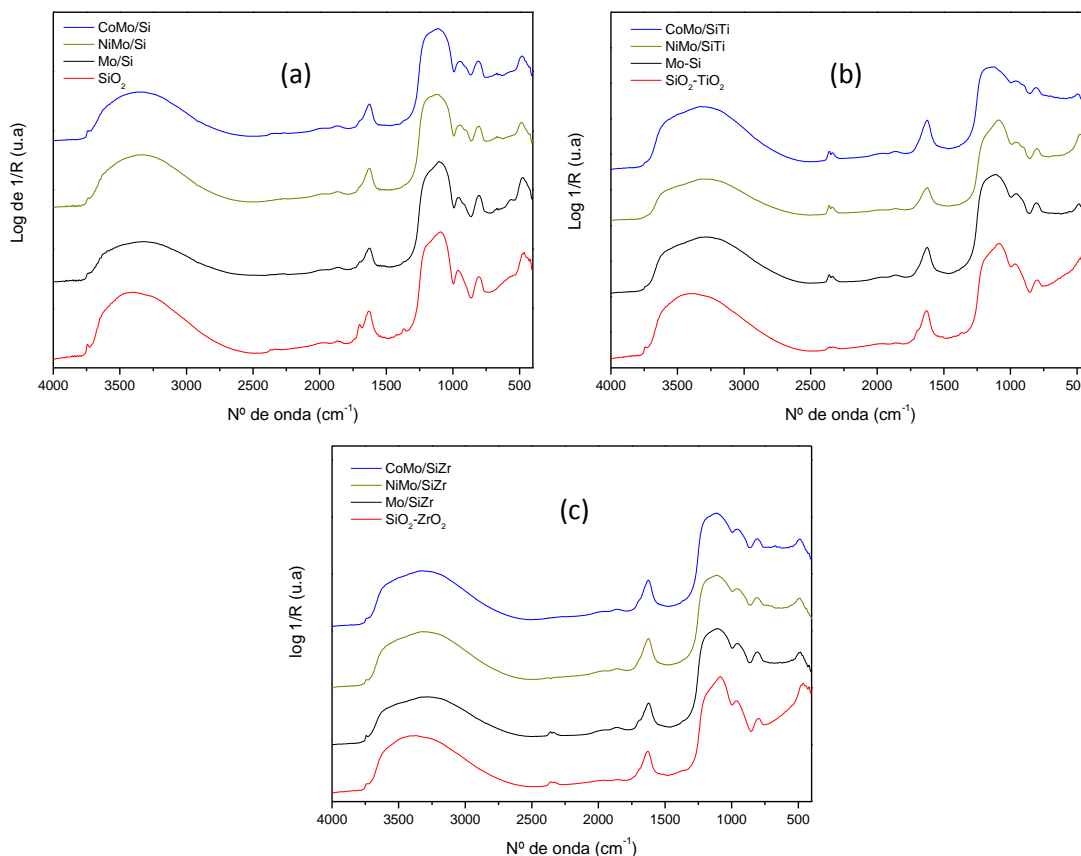 CoMo/Si
NiMo/Si
Mo/Si
SiO₂
(a)
Log de 1/R (u.a)
4000 3500 3000 2500 2000 1500 1000 500
Nº de onda (cm⁻¹)
CoMo/SiTi
NiMo/SiTi
Mo-Si
SiO₂-TiO₂
(b)
Log 1/R (u.a)
4000 3500 3000 2500 2000 1500 1000 500
Nº de onda (cm⁻¹)
CoMo/SiZr
NiMo/SiZr
Mo/SiZr
SiO₂-ZrO₂
(c)
log 1/R (u.a)
4000 3500 3000 2500 2000 1500 1000 500
Nº de onda (cm⁻¹)